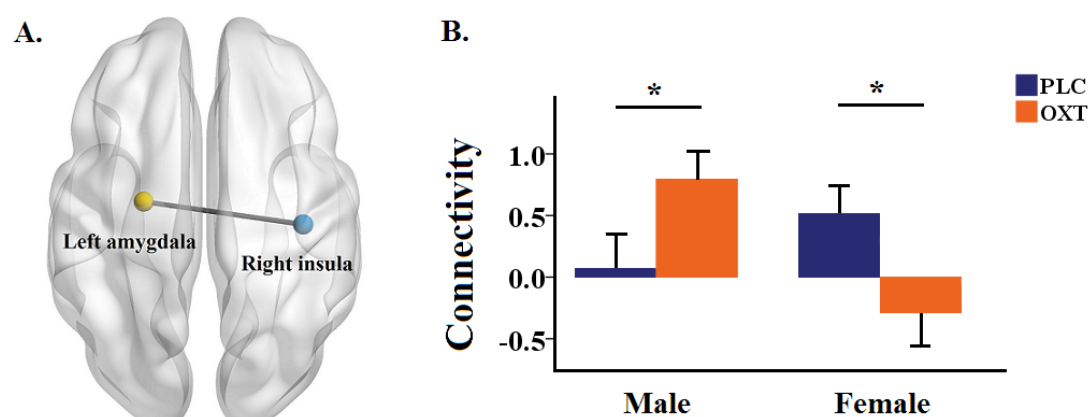 A.
Left amygdala
Right insula
B.
PLC
OXT
*
*
Connectivity
1.0
0.5
0.0
-0.5
Male
Female